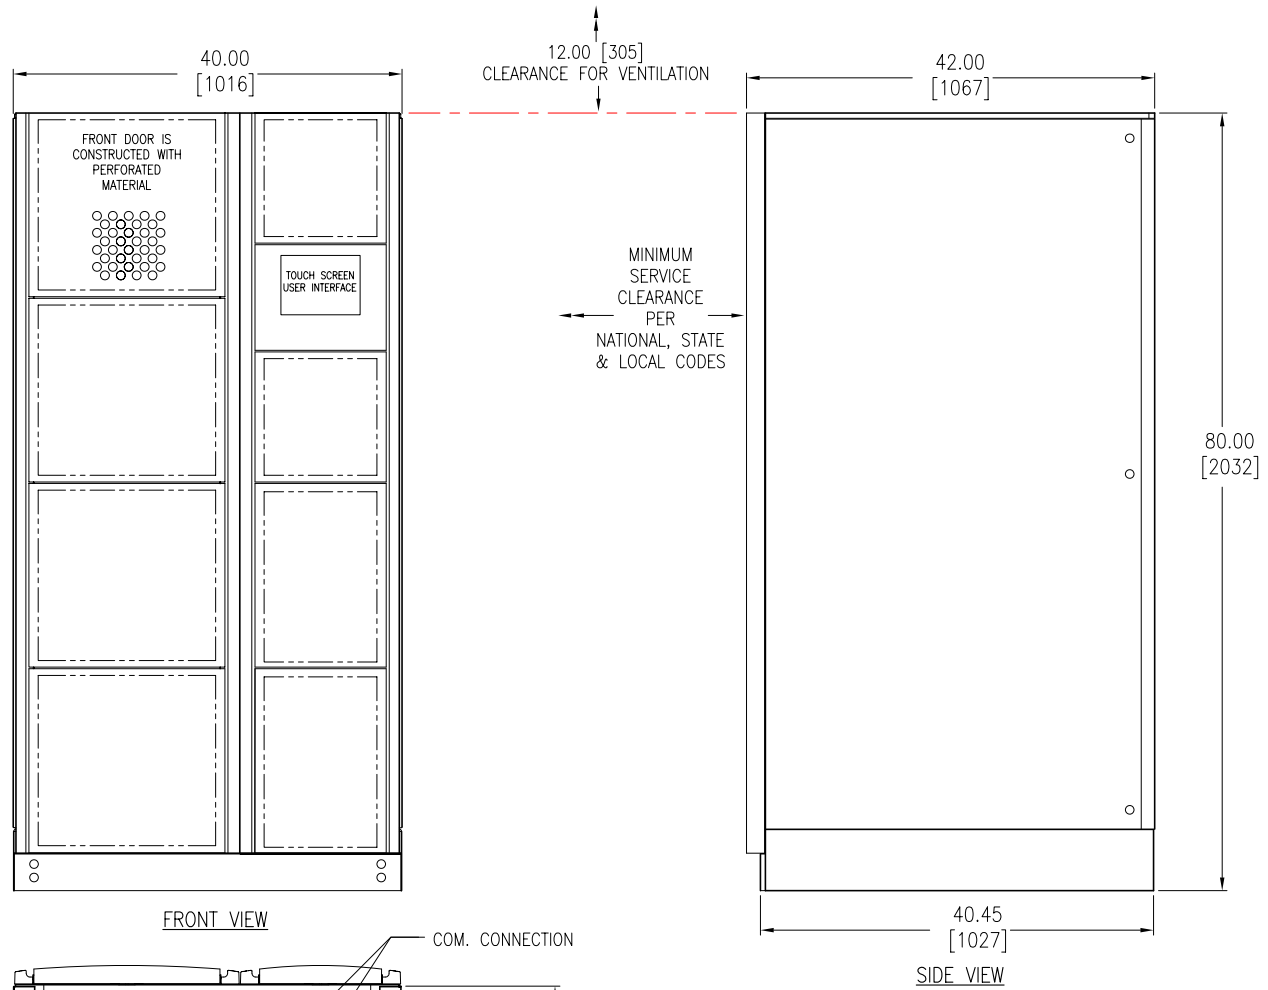 40.00
[1016]
12.00 [305]
CLEARANCE FOR VENTILATION
42.00
[1067]
FRONT DOOR IS
CONSTRUCTED WITH
PERFORATED
MATERIAL
TOUCH SCREEN
USER INTERFACE
MINIMUM
SERVICE
CLEARANCE
PER
NATIONAL, STATE
& LOCAL CODES
80.00
[2032]
FRONT VIEW
40.45
[1027]
COM. CONNECTION
SIDE VIEW